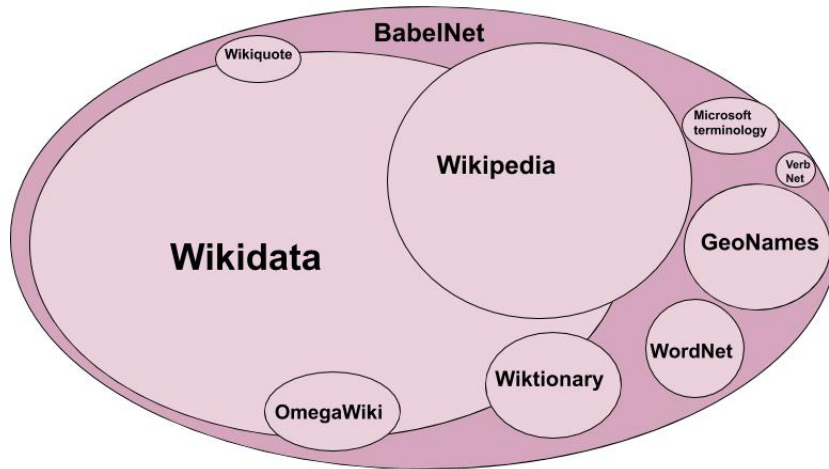 BabelNet
Wikiquote
Microsoft
terminology
Wikipedia
Verb
Net
GeoNames
Wikidata
WordNet
Wiktionary
OmegaWiki